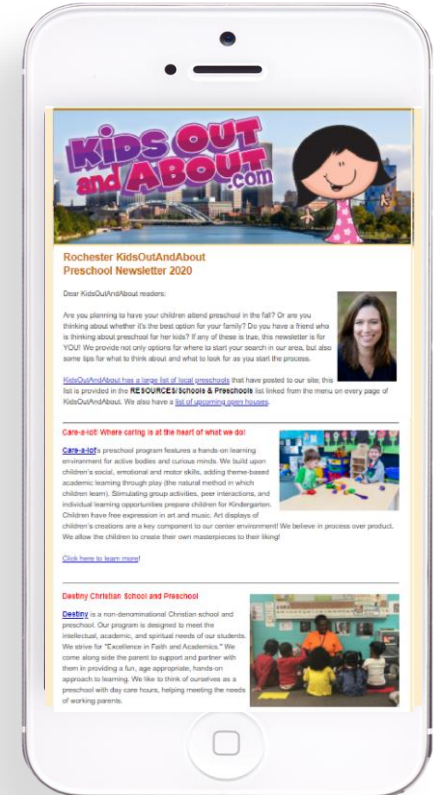 KIDS OUT
and ABOUT
.com
Rochester KidsOutAndAbout
Preschool Newsletter 2020
Dear KidsOutAndAbout readers:
Are you planning to have your children attend preschool in the fall? Or are you
thinking about whether it's the best option for your family? Do you have a friend who
is thinking about preschool for her kids? If any of these is true, this newsletter is for
YOU! We provide not only options for where to start your search in our area, but also
some tips for what to think about and what to look for as you start the process.
KidsOutAndAbout has a large list of local preschools that have posted to our site; this
list is provided in the RESOURCES/Schools & Preschools list linked from the menu on every page of
KidsOutAndAbout. We also have a list of upcoming open houses.
Care-a-lot: Where caring is at the heart of what we do!
Care-a-lot's preschool program features a hands on learning
environment for active bodies and curious minds. We build upon
children's social, emotional and motor skills, adding theme-based
academic learning through play (the natural method in which
children learn). Stimulating group activities, peer interactions, and
individual learning opportunities prepare children for Kindergarten.
Children have free expression in art and music. Art displays of
children's creations are a key component to our center environment! We believe in process over product.
We allow the children to create their own masterpieces to their liking!
Click here to learn more!
Destiny Christian School and Preschool
Destiny is a non-denominational Christian school and
preschool. Our program is designed to meet the
intellectual, academic, and spiritual needs of our students.
We strive for "Excellence in Faith and Academics." We
come along side the parent to support and partner with
them in providing a fun, age appropriate, hands-on
approach to learning. We like to think of ourselves as a
preschool with day care hours, helping meeting the needs
of working parents.